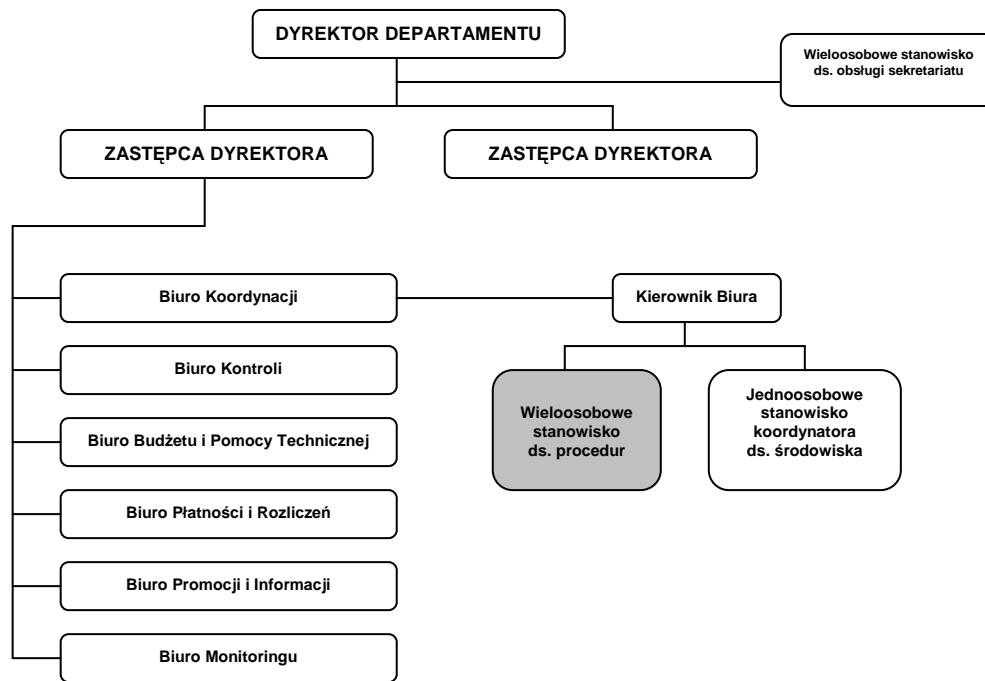 DYREKTOR DEPARTAMENTU
Wieloosobowe stanowisko
ds. obsługi sekretariatu
ZASTĘPCA DYREKTORA
ZASTĘPCA DYREKTORA
Biuro Koordynacji
Kierownik Biura
Biuro Kontroli
Wieloosobowe
stanowisko
ds. procedur
Jednoosobowe
stanowisko
koordynatora
ds. środowiska
Biuro Budżetu i Pomocy Technicznej
Biuro Płatności i Rozliczeń
Biuro Promocji i Informacji
Biuro Monitoringu